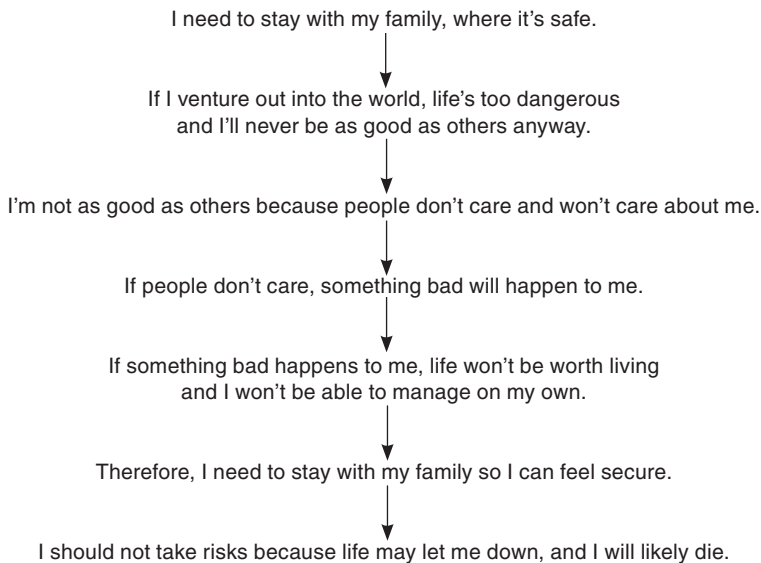 I need to stay with my family, where it's safe.
If I venture out into the world, life's too dangerous
and I'll never be as good as others anyway.
I'm not as good as others because people don't care and won't care about me.
If people don't care, something bad will happen to me.
If something bad happens to me, life won't be worth living
and I won't be able to manage on my own.
Therefore, I need to stay with my family so I can feel secure.
I should not take risks because life may let me down, and I will likely die.